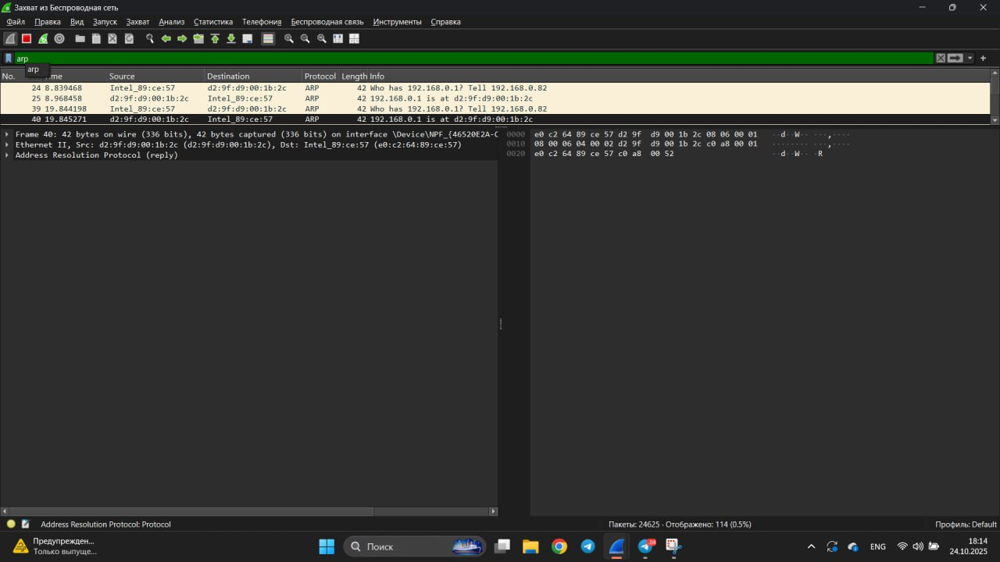 Захват из Беспроводная сеть
Файл Правка Вид Запуск Захват Анализ Статистика Телефония Беспроводная связь Инструменты Справка
arp
arp
No. me Source Destination Protocol Length Info
24 8.839468 Intel_89:ce:57 d2:9f:d9:00:1b:2c ARP 42 Who has 192.168.0.1? Tell 192.168.0.82
25 8.968458 d2:9f:d9:00:1b:2c Intel_89:ce:57 ARP 42 192.168.0.1 is at d2:9f:d9:00:1b:2c
39 19.844198 Intel_89:ce:57 d2:9f:d9:00:1b:2c ARP 42 Who has 192.168.0.1? Tell 192.168.0.82
40 19.845271 d2:9f:d9:00:1b:2c Intel_89:ce:57 ARP 42 192.168.0.1 is at d2:9f:d9:00:1b:2c
Frame 40: 42 bytes on wire (336 bits), 42 bytes captured (336 bits) on interface \Device\NPF_{46520E2A-C
Ethernet II, Src: d2:9f:d9:00:1b:2c (d2:9f:d9:00:1b:2c), Dst: Intel_89:ce:57 (e0:c2:64:89:ce:57)
Address Resolution Protocol (reply)
0000 e0 c2 64 89 ce 57 d2 9f d9 00 1b 2c 08 06 00 01 ··d··W·· ···,····
0010 08 00 06 04 00 02 d2 9f d9 00 1b 2c c0 a8 00 01 ········ ···,····
0020 e0 c2 64 89 ce 57 c0 a8 00 52 ··d··W·· ·R
Address Resolution Protocol: Protocol
Пакеты: 24625 · Отображено: 114 (0.5%)
Профиль: Default
Предупрежден...
Только выпуще...
Поиск
04
ENG
18:14
24.10.2025